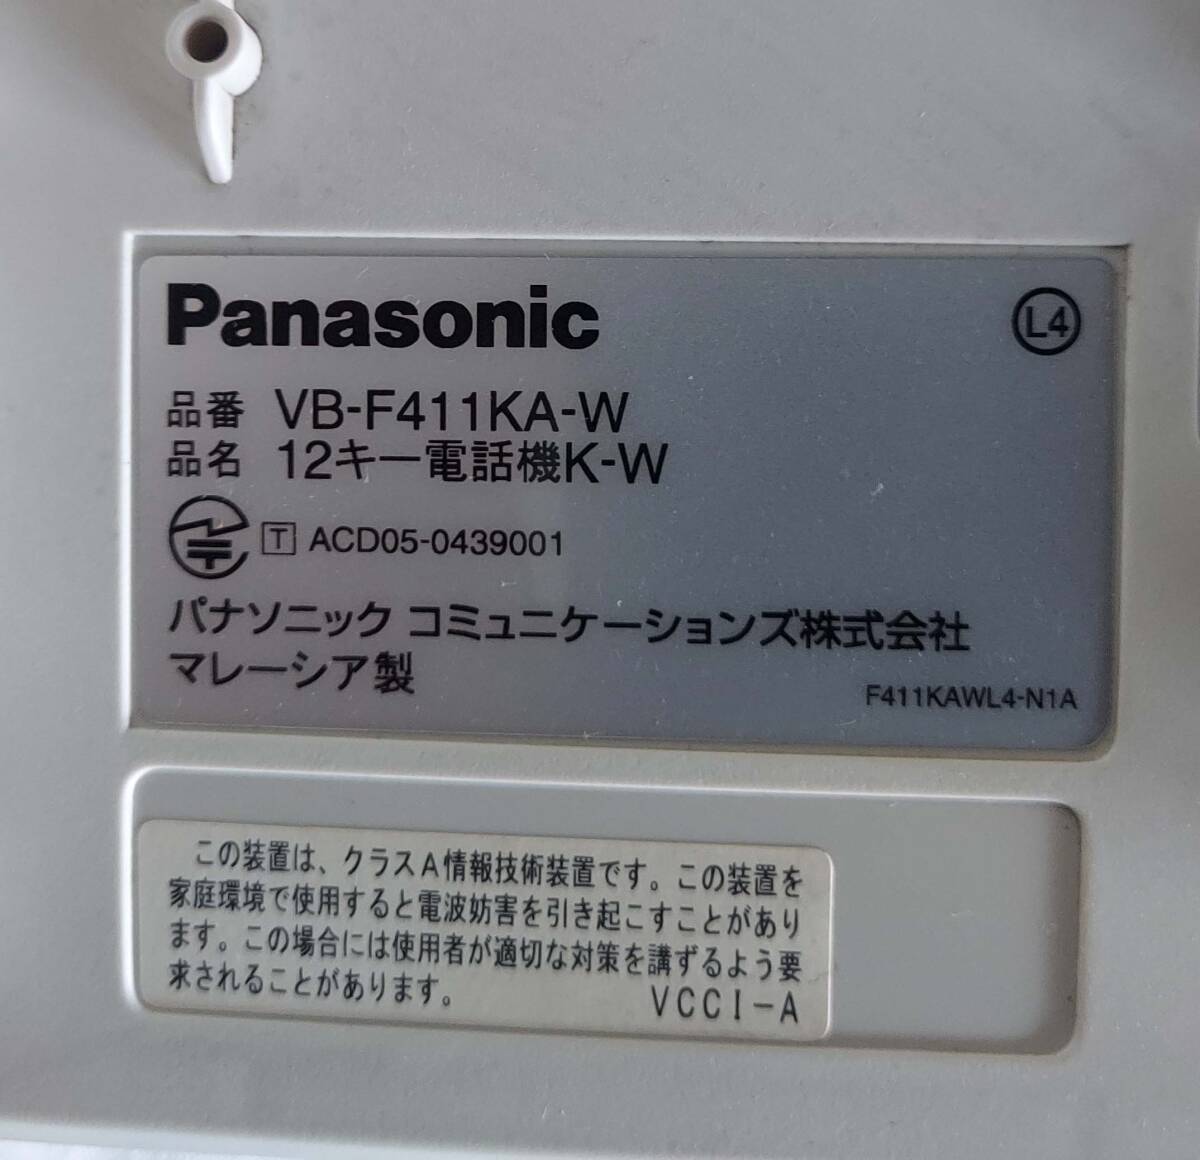 Panasonic
L4
品番 VB-F411KA-W
品名 12キー電話機K-W
T ACD05-0439001
パナソニック コミュニケーションズ株式会社
マレーシア製
F411KAWL4-N1A
この装置は、クラスA情報技術装置です。この装置を
家庭環境で使用すると電波妨害を引き起こすことがあり
ます。この場合には使用者が適切な対策を講ずるよう要
求されることがあります。 VCCI-A